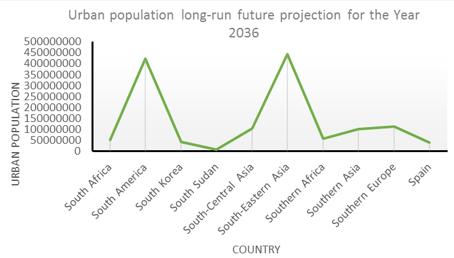 Urban population long-run future projection for the Year
2036
500000000
450000000
400000000
350000000
300000000
250000000
200000000
150000000
100000000
50000000
0
URBAN POPULATION
South Africa
South America
South Korea
South Sudan
South-Central Asia
South-Eastern Asia
Southern Africa
Southern Asia
Southern Europe
Spain
COUNTRY